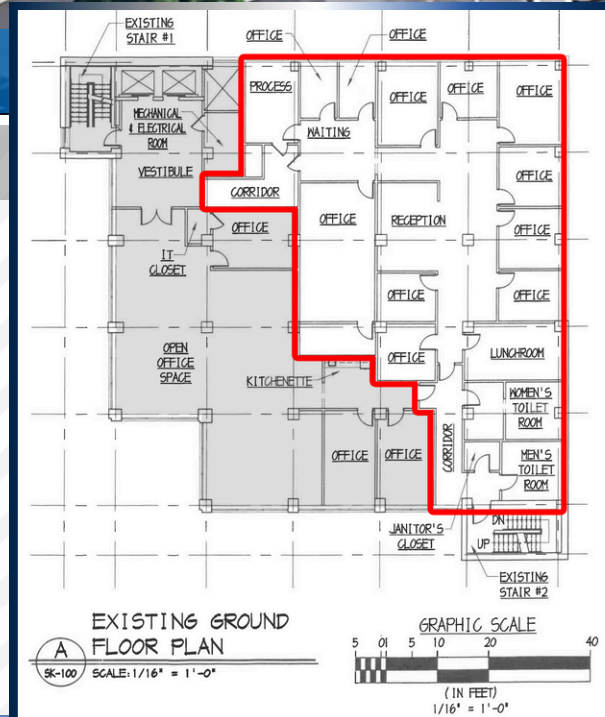 EXISTING
STAIR #1
OFFICE
OFFICE
PROCESS
OFFICE
OFFICE
OFFICE
MECHANICAL
& ELECTRICAL
ROOM
WAITING
VESTIBULE
OFFICE
CORRIDOR
OFFICE
OFFICE
RECEPTION
OFFICE
IT
CLOSET
OFFICE
OFFICE
OPEN
OFFICE
SPACE
OFFICE
LUNCHROOM
KITCHENETTE
WOMEN'S
TOILET
ROOM
OFFICE
OFFICE
CORRIDOR
MEN'S
TOILET
ROOM
JANITOR'S
CLOSET
DN
UP
EXISTING
STAIR #2
EXISTING GROUND
FLOOR PLAN
A
SK-100
SCALE: 1/16" = 1'-0"
GRAPHIC SCALE
5 0 5 10 20 40
(IN FEET)
1/16" = 1'-0"